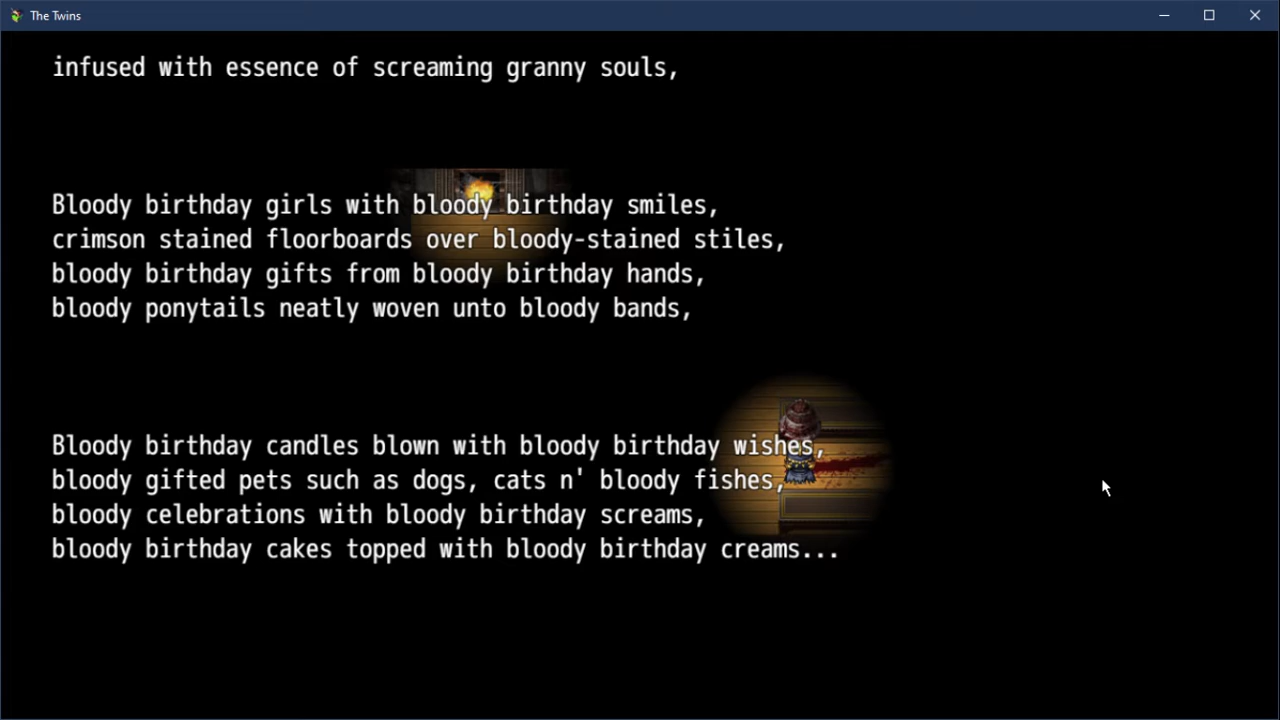 The Twins
infused with essence of screaming granny souls,
Bloody birthday girls with bloody birthday smiles,
crimson stained floorboards over bloody-stained stiles,
bloody birthday gifts from bloody birthday hands,
bloody ponytails neatly woven unto bloody bands,
Bloody birthday candles blown with bloody birthday wishes,
bloody gifted pets such as dogs, cats n' bloody fishes,
bloody celebrations with bloody birthday screams,
bloody birthday cakes topped with bloody birthday creams...